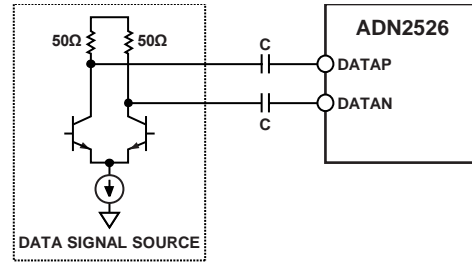 50Ω 50Ω
ADN2526
C
DATAP
DATAN
C
DATA SIGNAL SOURCE